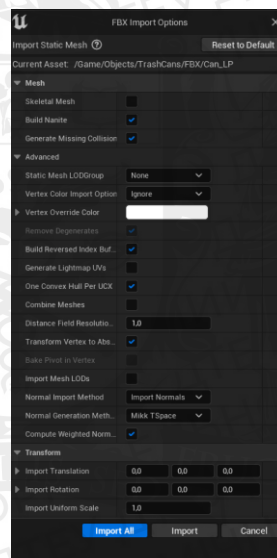 FBX Import Options
Import Static Mesh
Reset to Default
Current Asset: /Game/Objects/TrashCans/FBX/Can_LP
Mesh
Skeletal Mesh
Build Nanite
Generate Missing Collision
Advanced
Static Mesh LODGroup None
Vertex Color Import Option Ignore
Vertex Override Color
Remove Degenerates
Build Reversed Index Buf...
Generate Lightmap UVs
One Convex Hull Per UCX
Combine Meshes
Distance Field Resolutio... 1,0
Transform Vertex to Abs...
Bake Pivot in Vertex
Import Mesh LODs
Normal Import Method Import Normals
Normal Generation Meth... Mikk TSpace
Compute Weighted Norm...
Transform
Import Translation 0,0 0,0 0,0
Import Rotation 0,0 0,0 0,0
Import Uniform Scale 1,0
Import All Import Cancel